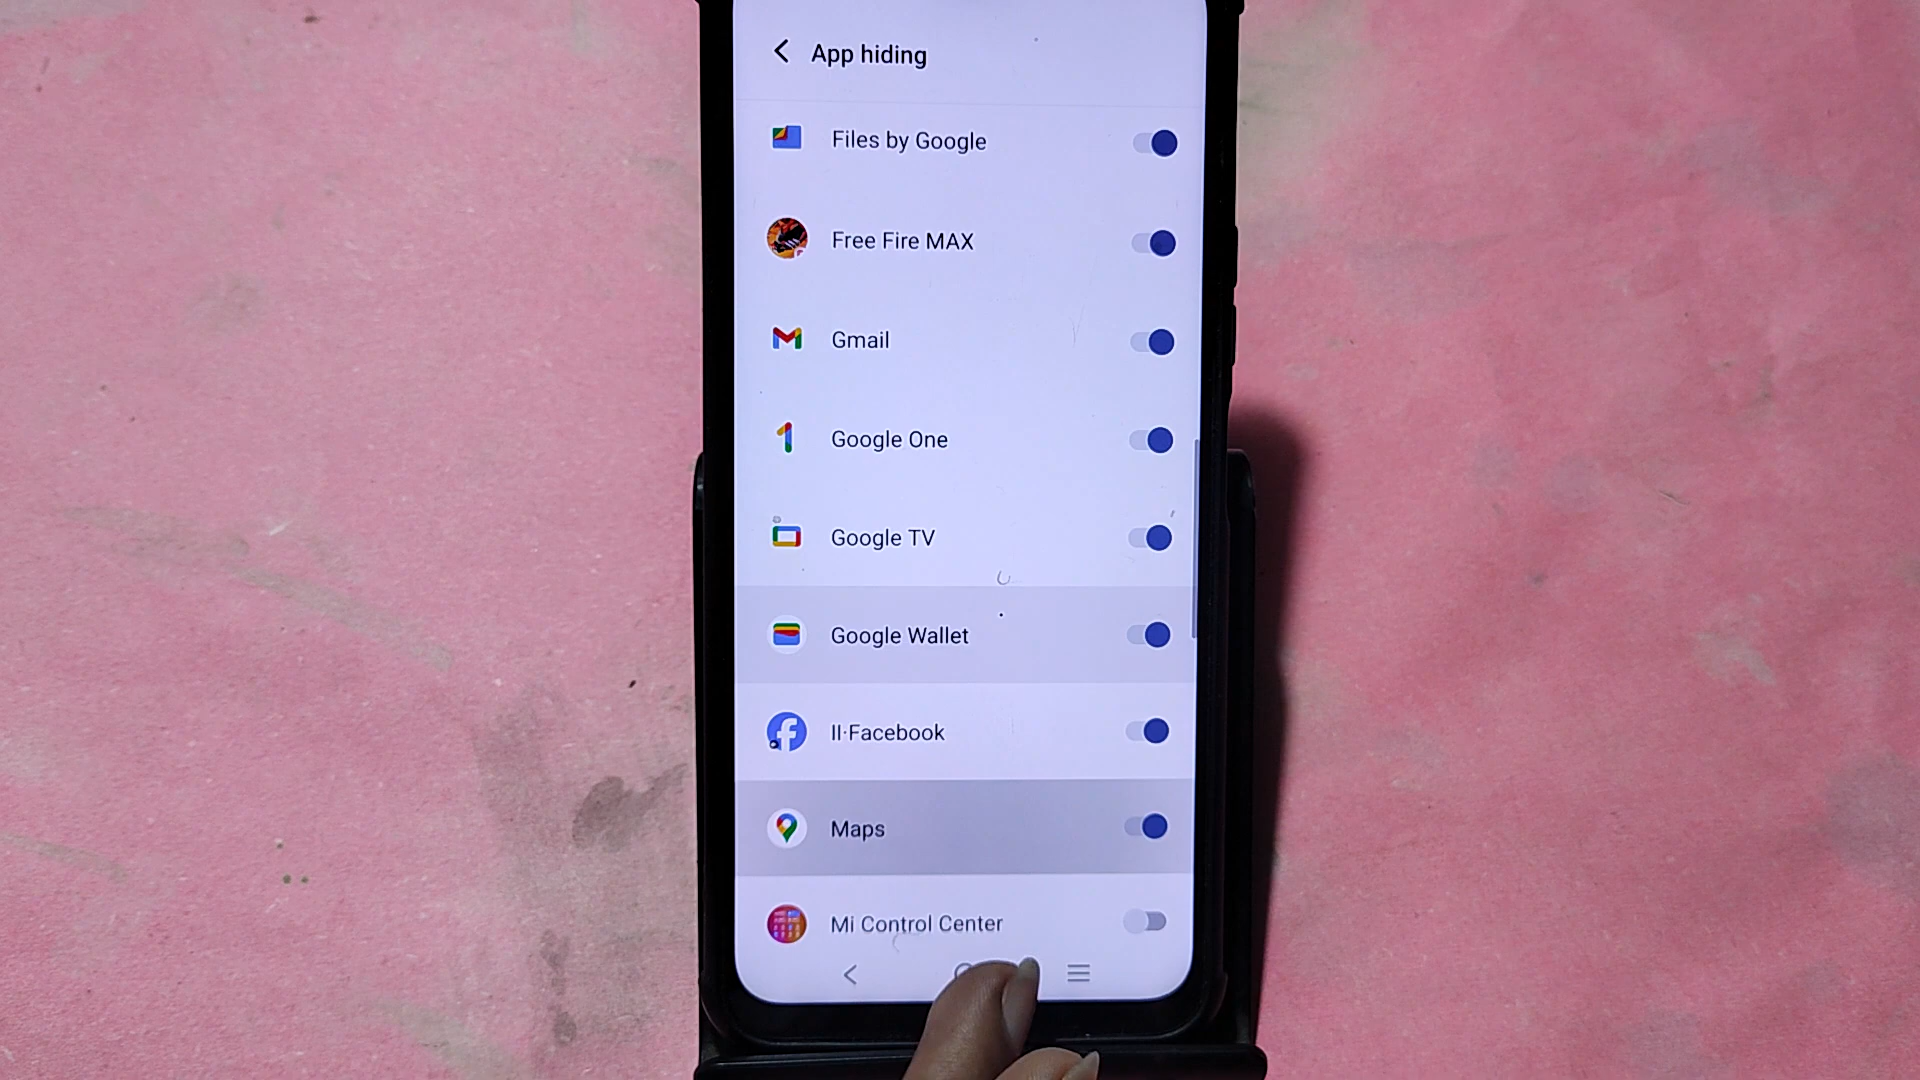 App hiding
Files by Google
Free Fire MAX
Gmail
Google One
Google TV
Google Wallet
II·Facebook
Maps
Mi Control Center